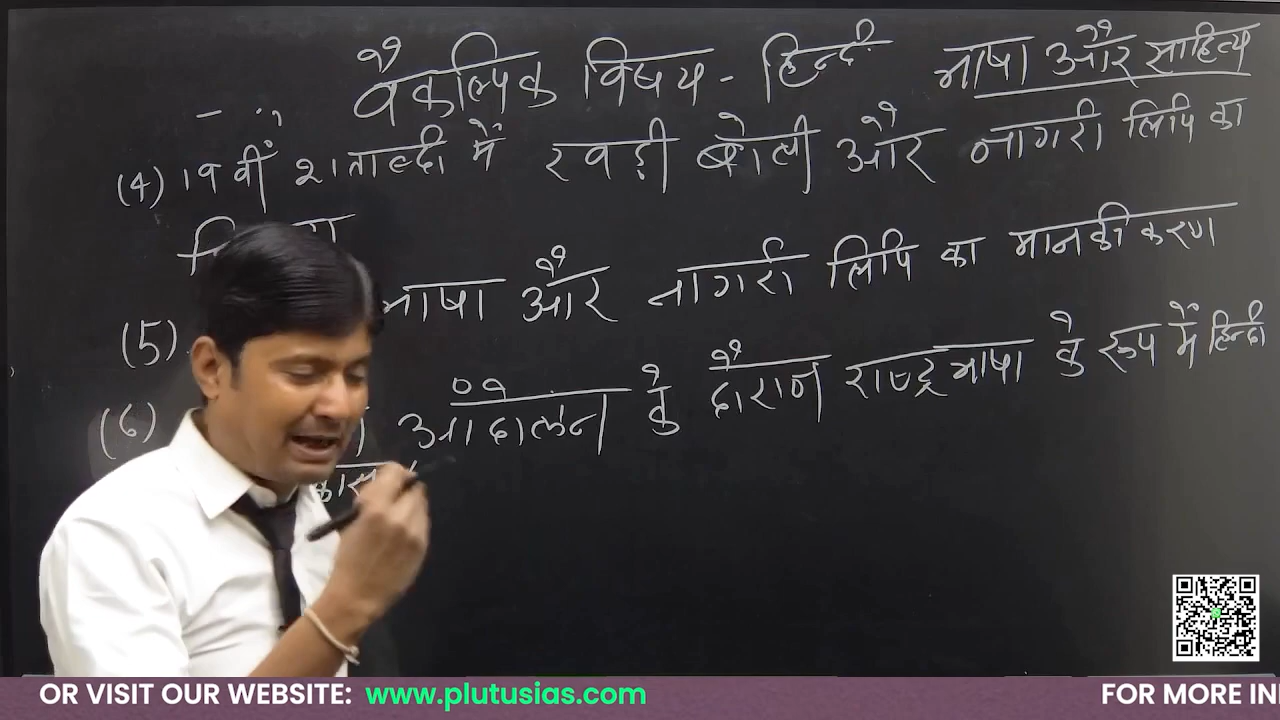 वैकल्पिक विषय - हिन्दी भाषा और साहित्य
(4) 19वीं शताब्दी में खड़ी बोली और नागरी लिपि का
(5) भाषा और नागरी लिपि का मानकीकरण
(6) आंदोलन के दौरान राष्ट्रभाषा के रूप में हिन्दी
OR VISIT OUR WEBSITE: www.plutusias.com
FOR MORE IN